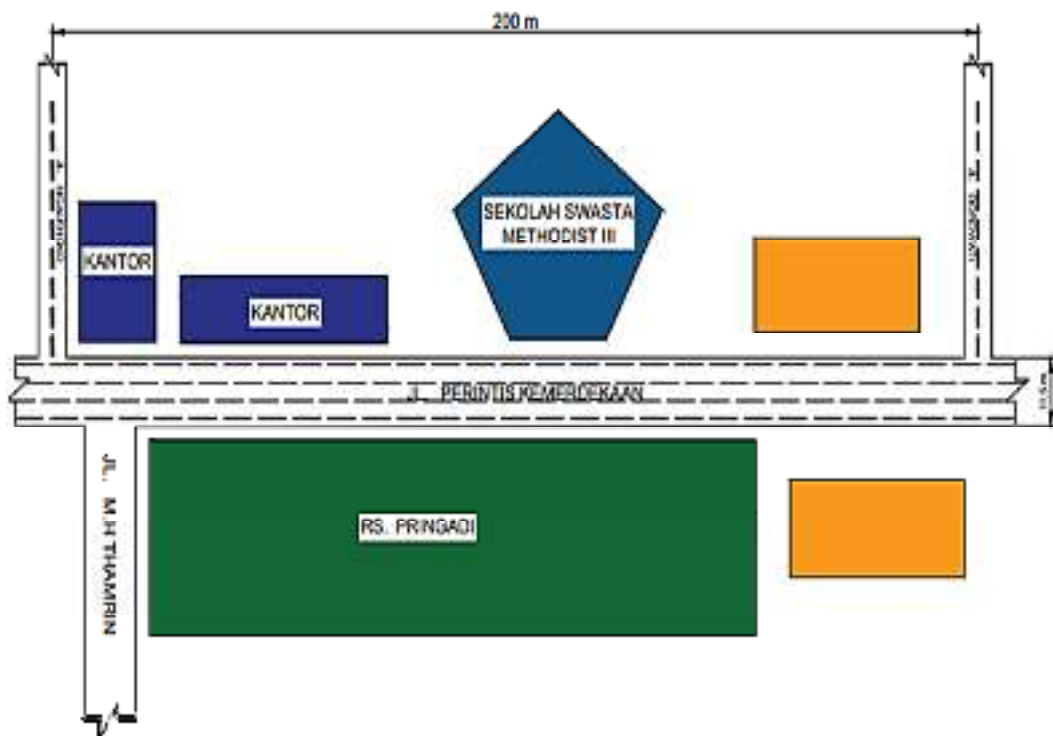 200 m
SEKOLAH SWASTA
METHODIST III
KANTOR
KANTOR
JL. PERINTIS KEMERDEKAAN
JL. M.H THAMRIN
RS. PRINGADI